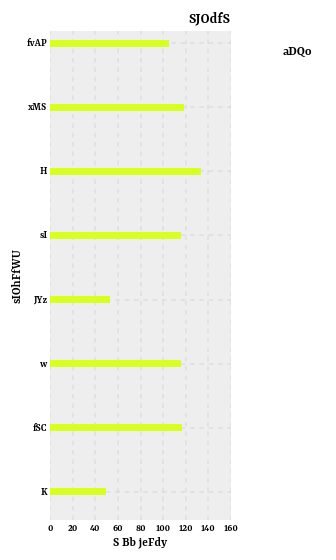 SJOdfS
aDQo
fvAP
xMS
H
sI
JYz
w
fSC
K
sIOhFfWU
0 20 40 60 80 100 120 140 160
S Bb jeFdy